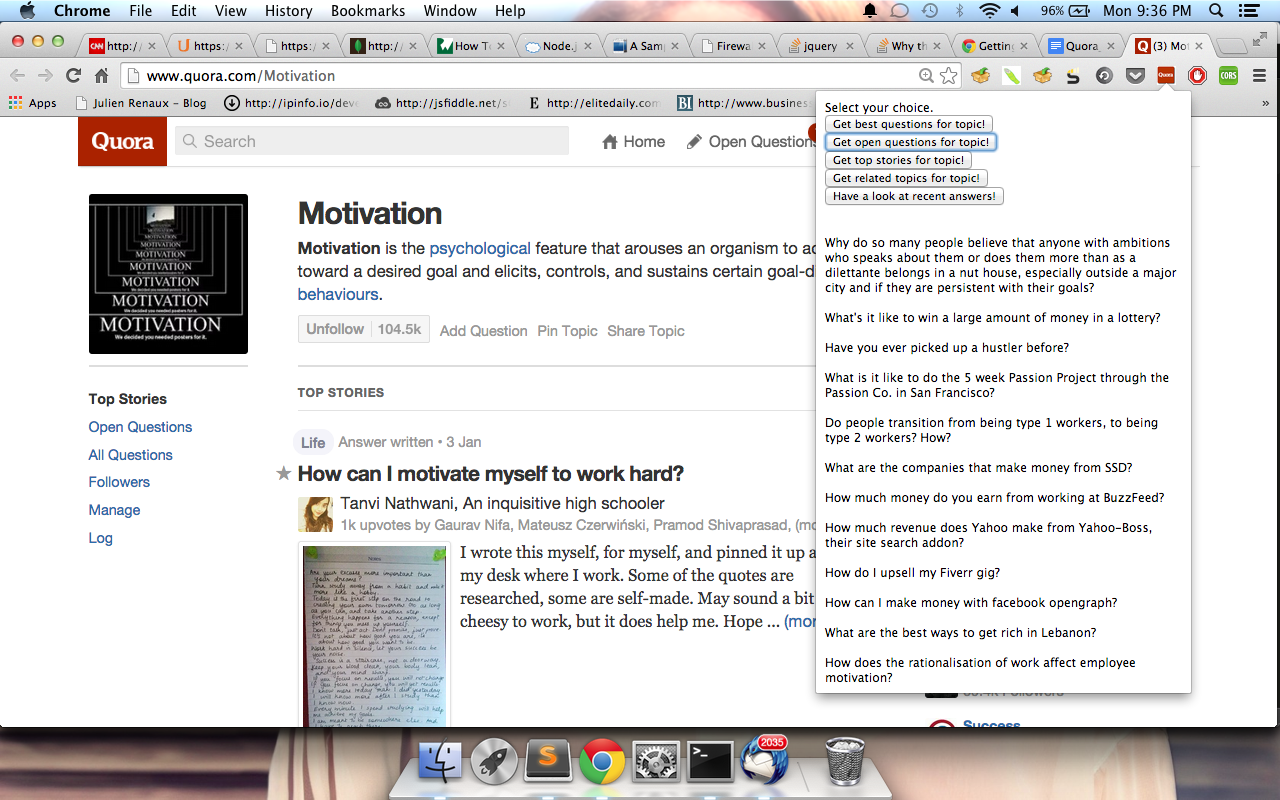 Chrome File Edit View History Bookmarks Window Help 96% Mon 9:36 PM
CNN http:/ U https: https: http:/ How T Node.j A Sam Firewa jquery Why th Getting Quora_ Q (3) Mo
www.quora.com/Motivation Quora CORS
Apps Julien Renaux – Blog http://ipinfo.io/deve http://jsfiddle.net/s E http://elitedaily.com BI http://www.busines »
Quora Search Home Open Question
Motivation
Motivation is the psychological feature that arouses an organism to ac
toward a desired goal and elicits, controls, and sustains certain goal-d
behaviours.
Unfollow 104.5k Add Question Pin Topic Share Topic
MOTIVATION
MOTIVATION
MOTIVATION
We decided you needed posters for it.
TOP STORIES
Top Stories
Open Questions
All Questions
Followers
Manage
Log
Life Answer written • 3 Jan
How can I motivate myself to work hard?
Tanvi Nathwani, An inquisitive high schooler
1k upvotes by Gaurav Nifa, Mateusz Czerwiński, Pramod Shivaprasad, (mo
I wrote this myself, for myself, and pinned it up a
my desk where I work. Some of the quotes are
researched, some are self-made. May sound a bit
cheesy to work, but it does help me. Hope ... (mor
Notes
Are your excuses more important than
your dreams?
Select your choice.
Get best questions for topic!
Get open questions for topic!
Get top stories for topic!
Get related topics for topic!
Have a look at recent answers!
Why do so many people believe that anyone with ambitions
who speaks about them or does them more than as a
dilettante belongs in a nut house, especially outside a major
city and if they are persistent with their goals?
What's it like to win a large amount of money in a lottery?
Have you ever picked up a hustler before?
What is it like to do the 5 week Passion Project through the
Passion Co. in San Francisco?
Do people transition from being type 1 workers, to being
type 2 workers? How?
What are the companies that make money from SSD?
How much money do you earn from working at BuzzFeed?
How much revenue does Yahoo make from Yahoo-Boss,
their site search addon?
How do I upsell my Fiverr gig?
How can I make money with facebook opengraph?
What are the best ways to get rich in Lebanon?
How does the rationalisation of work affect employee
motivation?
Followers
Success
2035